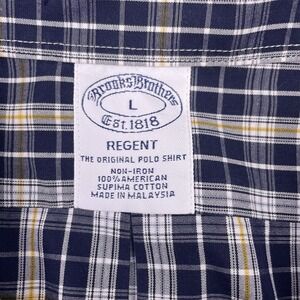 Brooks Brothers
L
Est. 1818
REGENT
THE ORIGINAL POLO SHIRT
NON-IRON
100% AMERICAN
SUPIMA COTTON
MADE IN MALAYSIA